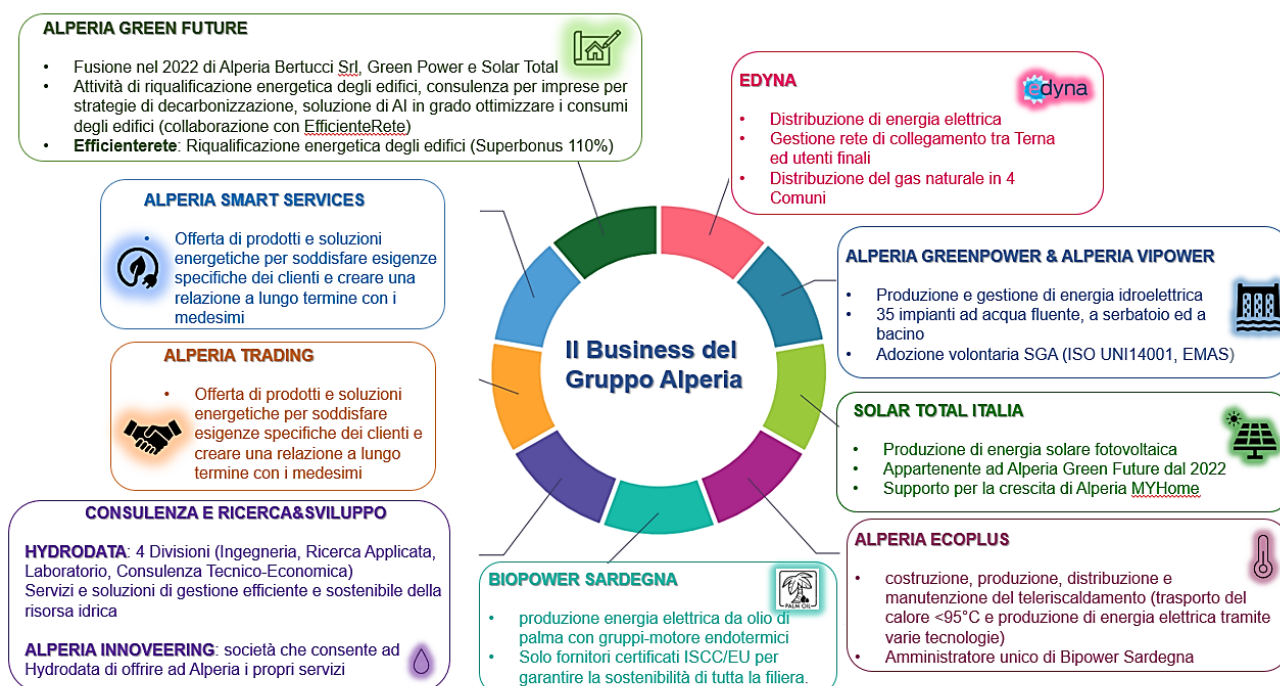 ALPERIA GREEN FUTURE
• Fusione nel 2022 di Alperia Bertucci Srl, Green Power e Solar Total
• Attività di riqualificazione energetica degli edifici, consulenza per imprese per
strategie di decarbonizzazione, soluzione di AI in grado ottimizzare i consumi
degli edifici (collaborazione con EfficienteRete)
• Efficienterete: Riqualificazione energetica degli edifici (Superbonus 110%)
EDYNA
edyna
• Distribuzione di energia elettrica
• Gestione rete di collegamento tra Terna
ed utenti finali
• Distribuzione del gas naturale in 4
Comuni
ALPERIA SMART SERVICES
• Offerta di prodotti e soluzioni
energetiche per soddisfare esigenze
specifiche dei clienti e creare una
relazione a lungo termine con i
medesimi
ALPERIA GREENPOWER & ALPERIA VIPOWER
• Produzione e gestione di energia idroelettrica
• 35 impianti ad acqua fluente, a serbatoio ed a
bacino
• Adozione volontaria SGA (ISO UNI14001, EMAS)
Il Business del
Gruppo Alperia
ALPERIA TRADING
• Offerta di prodotti e soluzioni
energetiche per soddisfare
esigenze specifiche dei clienti e
creare una relazione a lungo
termine con i medesimi
SOLAR TOTAL ITALIA
• Produzione di energia solare fotovoltaica
• Appartenente ad Alperia Green Future dal 2022
• Supporto per la crescita di Alperia MYHome
CONSULENZA E RICERCA&SVILUPPO
HYDRODATA: 4 Divisioni (Ingegneria, Ricerca Applicata,
Laboratorio, Consulenza Tecnico-Economica)
Servizi e soluzioni di gestione efficiente e sostenibile della
risorsa idrica
ALPERIA INNOVEERING: società che consente ad
Hydrodata di offrire ad Alperia i propri servizi
BIOPOWER SARDEGNA
PALM OIL
• produzione energia elettrica da olio di
palma con gruppi-motore endotermici
• Solo fornitori certificati ISCC/EU per
garantire la sostenibilità di tutta la filiera.
ALPERIA ECOPLUS
• costruzione, produzione, distribuzione e
manutenzione del teleriscaldamento (trasporto del
calore <95°C e produzione di energia elettrica tramite
varie tecnologie)
• Amministratore unico di Bipower Sardegna